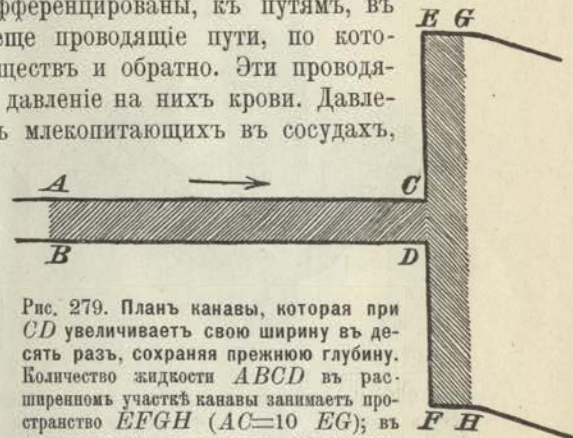 фференцированы, къ путямъ, въ
еще проводящіе пути, по кото-
ществъ и обратно. Эти проводя-
давленіе на нихъ крови. Давле-
ь млекопитающихъ въ сосудахъ,
E G
A
C
B
D
Рис. 279. Планъ канавы, которая при
CD увеличиваетъ свою ширину въ де-
сять разъ, сохраняя прежнюю глубину.
Количество жидкости ABCD въ рас-
ширенномъ участкѣ канавы занимаетъ про-
странство EFGH (AC=10 EG); въ
F H